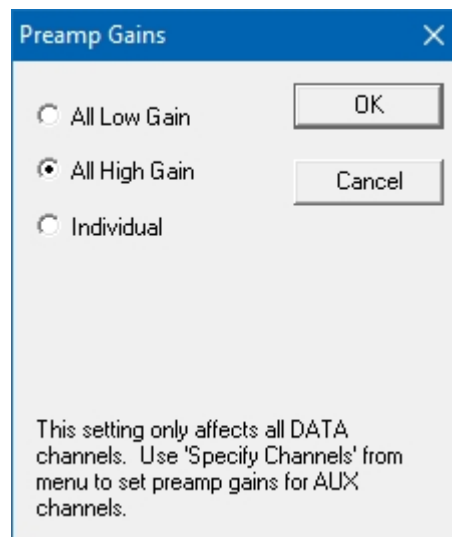 Preamp Gains
All Low Gain
OK
All High Gain
Cancel
Individual
This setting only affects all DATA
channels. Use 'Specify Channels' from
menu to set preamp gains for AUX
channels.